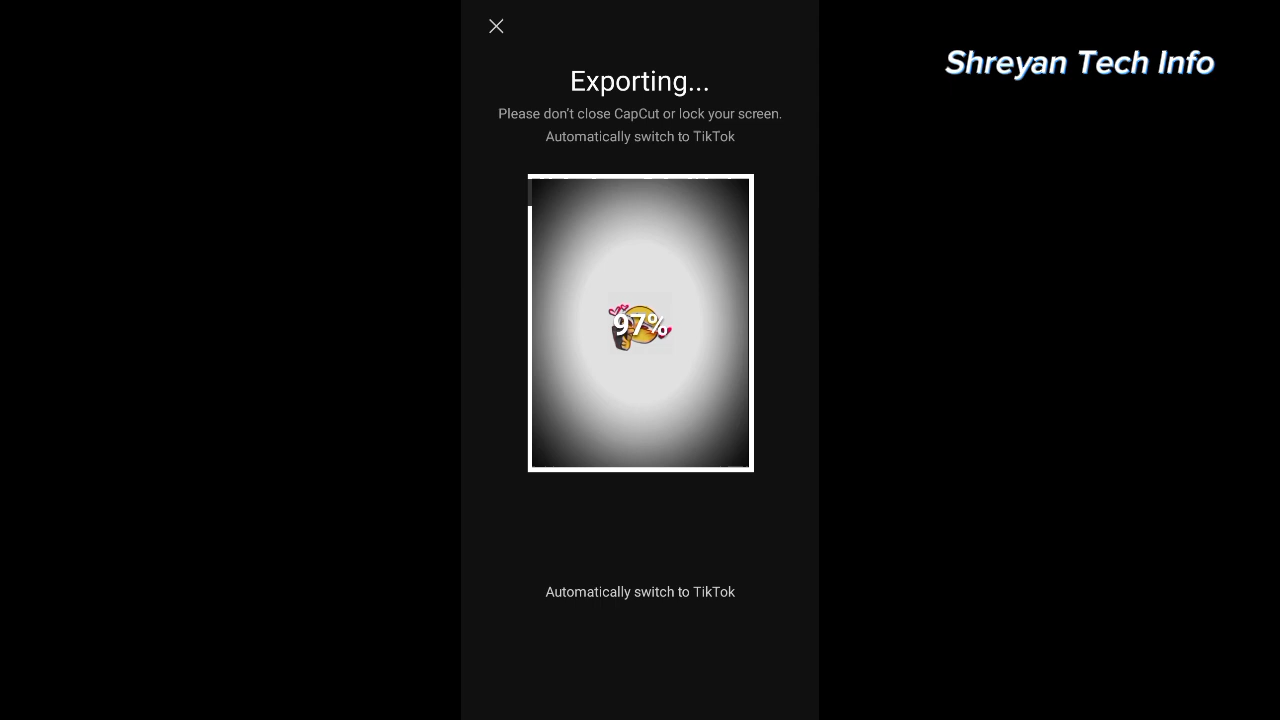 Shreyan Tech Info
Exporting...
Please don't close CapCut or lock your screen.
Automatically switch to TikTok
97%
Automatically switch to TikTok